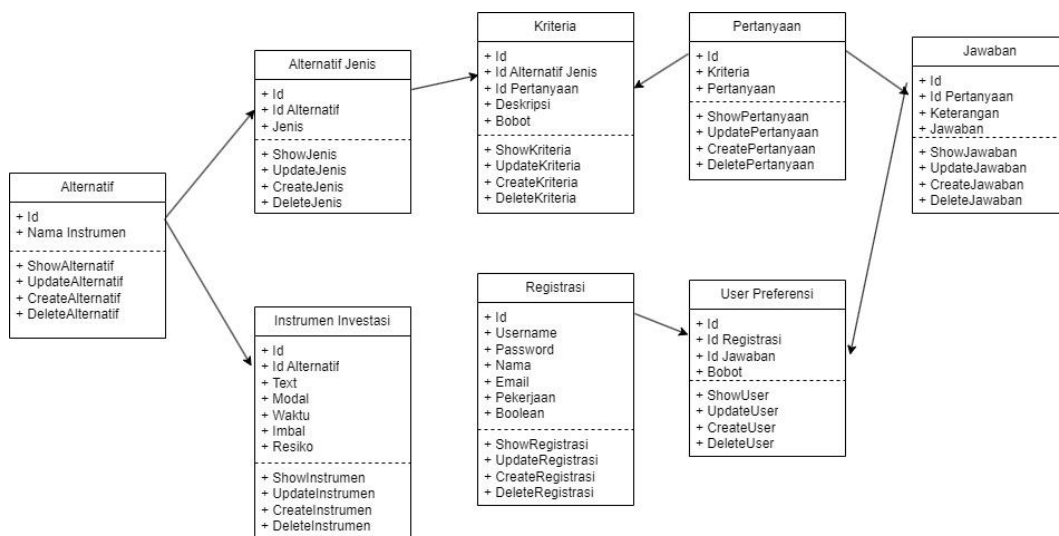 Alternatif
+ Id
+ Nama Instrumen
+ ShowAlternatif
+ UpdateAlternatif
+ CreateAlternatif
+ DeleteAlternatif
Alternatif Jenis
+ Id
+ Id Alternatif
+ Jenis
+ ShowJenis
+ UpdateJenis
+ CreateJenis
+ DeleteJenis
Instrumen Investasi
+ Id
+ Id Alternatif
+ Text
+ Modal
+ Waktu
+ Imbal
+ Resiko
+ ShowInstrumen
+ UpdateInstrumen
+ CreateInstrumen
+ DeleteInstrumen
Kriteria
+ Id
+ Id Alternatif Jenis
+ Id Pertanyaan
+ Deskripsi
+ Bobot
+ ShowKriteria
+ UpdateKriteria
+ CreateKriteria
+ DeleteKriteria
Registrasi
+ Id
+ Username
+ Password
+ Nama
+ Email
+ Pekerjaan
+ Boolean
+ ShowRegistrasi
+ UpdateRegistrasi
+ CreateRegistrasi
+ DeleteRegistrasi
Pertanyaan
+ Id
+ Kriteria
+ Pertanyaan
+ ShowPertanyaan
+ UpdatePertanyaan
+ CreatePertanyaan
+ DeletePertanyaan
User Preferensi
+ Id
+ Id Registrasi
+ Id Jawaban
+ Bobot
+ ShowUser
+ UpdateUser
+ CreateUser
+ DeleteUser
Jawaban
+ Id
+ Id Pertanyaan
+ Keterangan
+ Jawaban
+ ShowJawaban
+ UpdateJawaban
+ CreateJawaban
+ DeleteJawaban